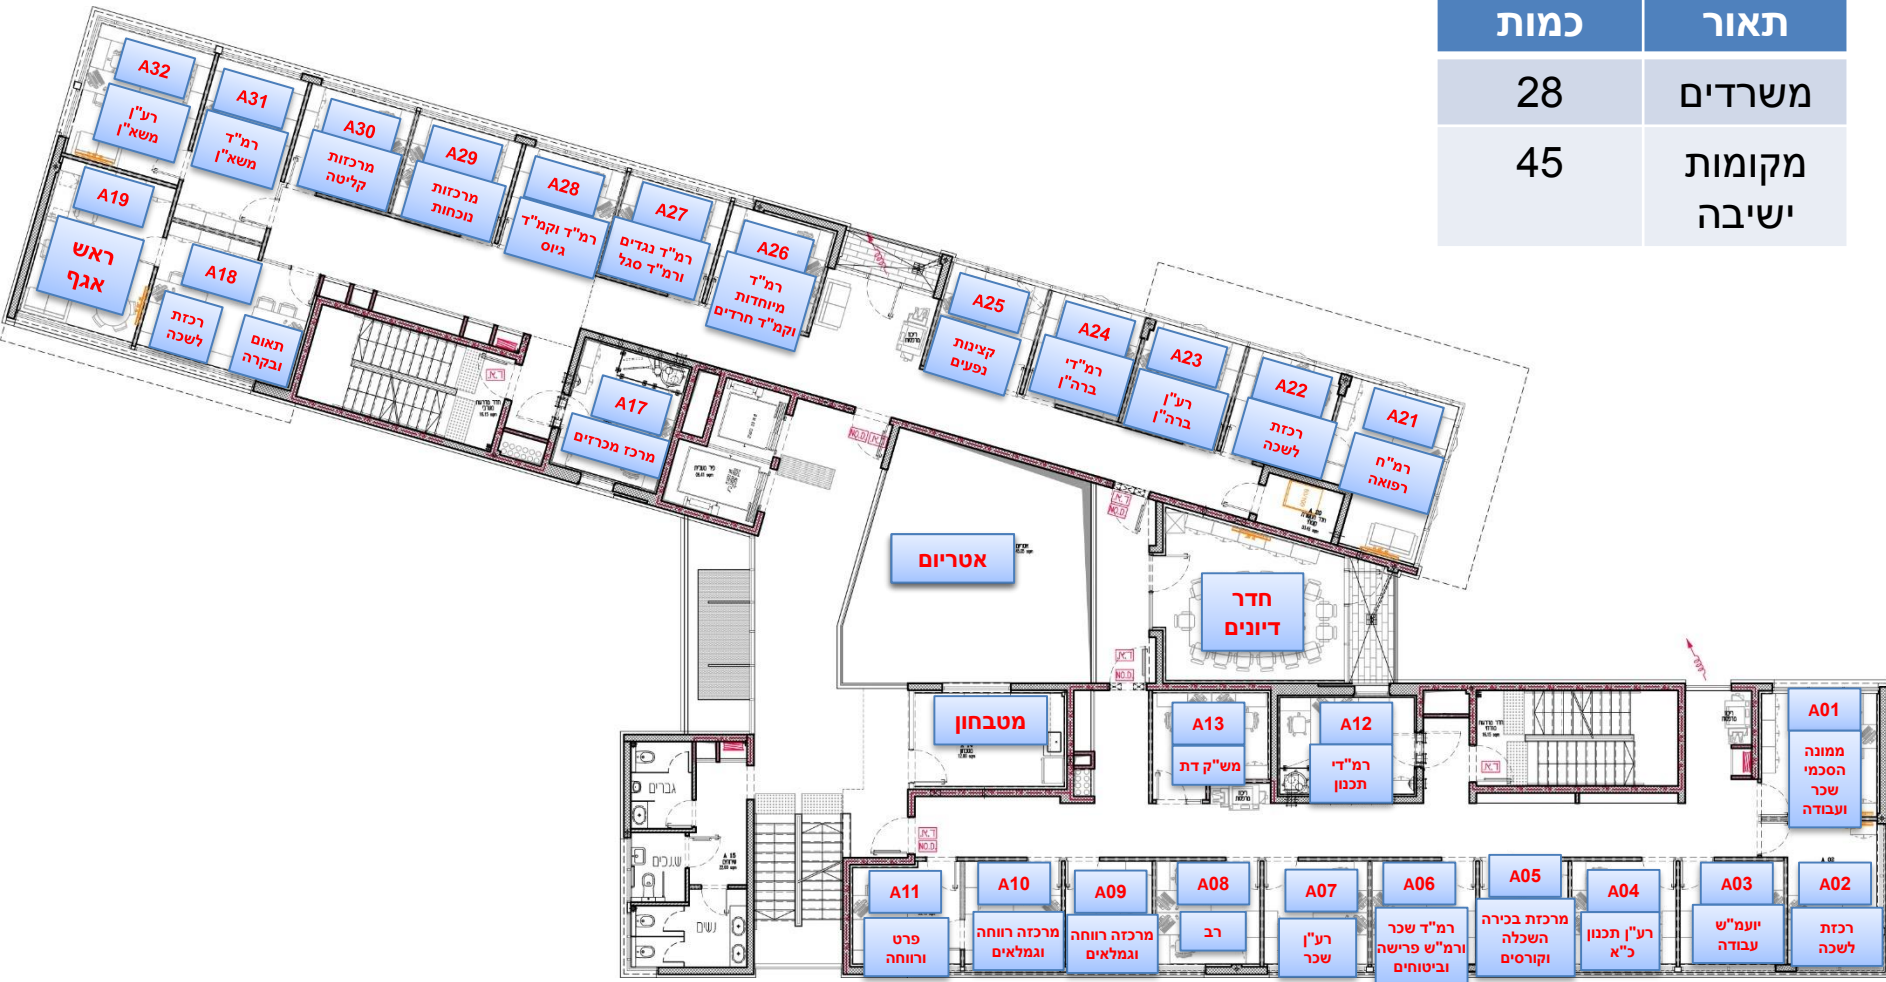 תאור כמות
משרדים 28
מקומות ישיבה 45
A32
רע"ן
משא"ן
A31
רמ"ד
משא"ן
A30
מרכזות
קליטה
A29
מרכזות
נוכחות
A28
רמ"ד וקמ"ד
גיוס
A27
רמ"ד נגדים
ורמ"ד סגל
A26
רמ"ד
מיוחדות
וקמ"ד חרדים
A25
קצינות
נפעים
A24
רמ"די
ברה"ן
A23
רע"ן
ברה"ן
A22
רכזת
לשכה
A21
רמ"ח
רפואה
A19
ראש
אגף
A18
רכזת
לשכה
תאום
ובקרה
A17
מרכז מכרזים
אטריום
חדר
דיונים
מטבחון
A13
מש"ק דת
A12
רמ"די
תכנון
A01
ממונה
הסכמי
שכר
ועבודה
A11
פרט
ורווחה
A10
מרכזה רווחה
וגמלאים
A09
מרכזה רווחה
וגמלאים
A08
רב
A07
רע"ן
שכר
A06
רמ"ד שכר
ורמ"ש פרישה
וביטוחים
A05
מרכזת בכירה
השכלה
וקורסים
A04
רע"ן תכנון
כ"א
A03
יועמ"ש
עבודה
A02
רכזת
לשכה
גברים
נשים